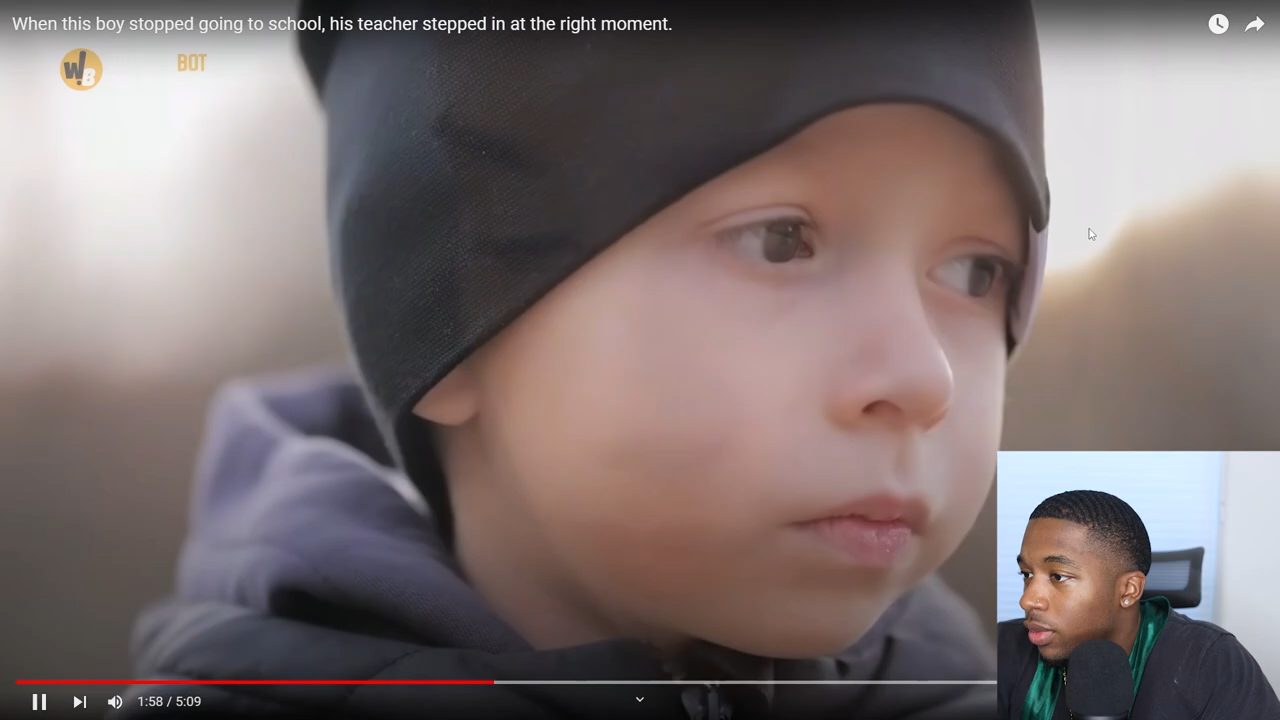 When this boy stopped going to school, his teacher stepped in at the right moment.
W!B
BOT
1:58 / 5:09